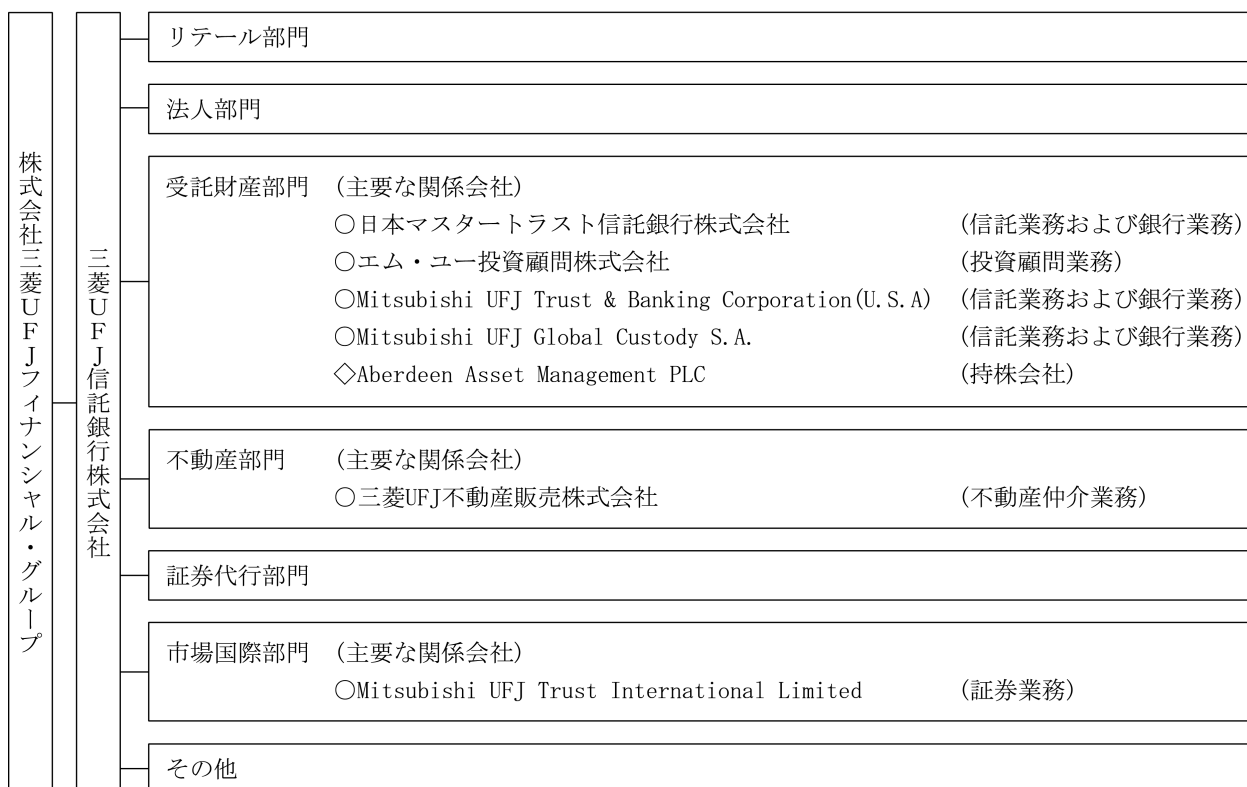 株式会社三菱UFJフィナンシャル・グループ
三菱UFJ信託銀行株式会社
リテール部門
法人部門
受託財産部門 (主要な関係会社)
○日本マスタートラスト信託銀行株式会社 (信託業務および銀行業務)
○エム・ユー投資顧問株式会社 (投資顧問業務)
○Mitsubishi UFJ Trust & Banking Corporation(U.S.A) (信託業務および銀行業務)
○Mitsubishi UFJ Global Custody S.A. (信託業務および銀行業務)
◇Aberdeen Asset Management PLC (持株会社)
不動産部門 (主要な関係会社)
○三菱UFJ不動産販売株式会社 (不動産仲介業務)
証券代行部門
市場国際部門 (主要な関係会社)
○Mitsubishi UFJ Trust International Limited (証券業務)
その他